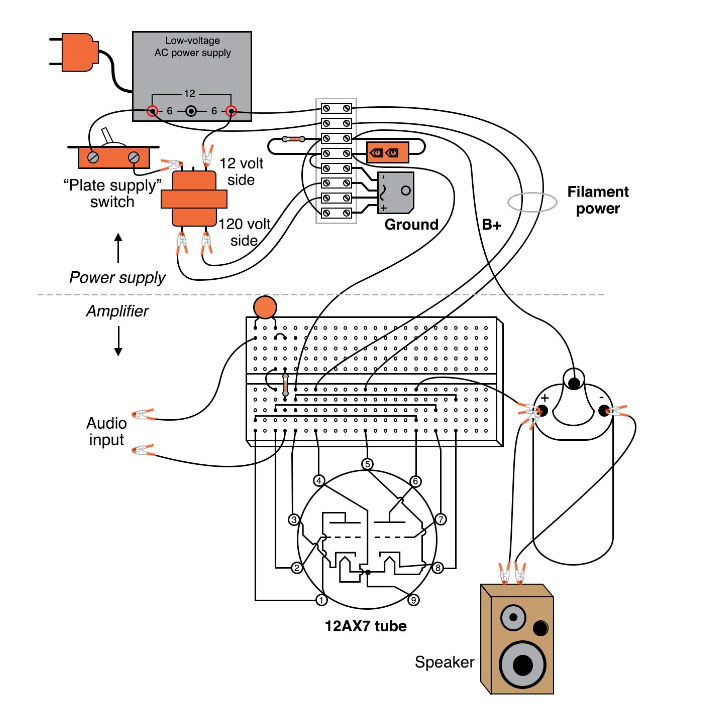 Low-voltage
AC power supply
12
6
6
12 volt
side
“Plate supply”
switch
120 volt
side
-
+
Ground
B+
Filament
power
Power supply
Amplifier
+
-
Audio
input
4
5
6
3
7
2
8
1
9
12AX7 tube
Speaker